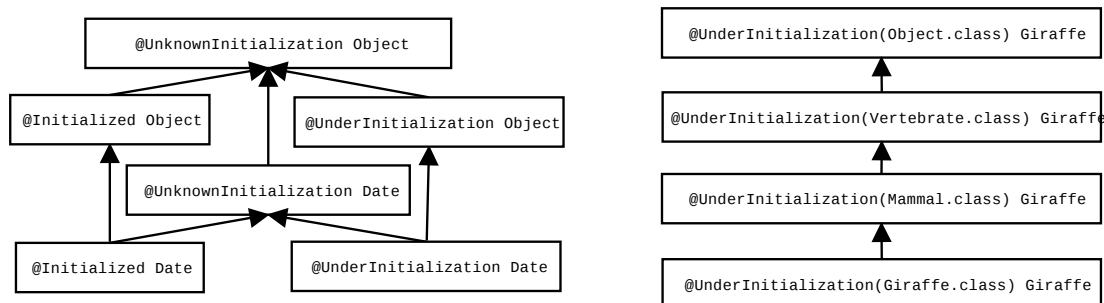 @UnknownInitialization Object
@Initialized Object
@UnderInitialization Object
@UnknownInitialization Date
@Initialized Date
@UnderInitialization Date
@UnderInitialization(Object.class) Giraffe
@UnderInitialization(Vertebrate.class) Giraffe
@UnderInitialization(Mammal.class) Giraffe
@UnderInitialization(Giraffe.class) Giraffe